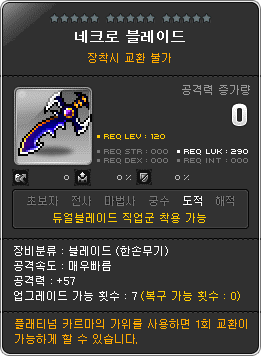 네크로 블레이드
장착시 교환 불가
공격력 증가량
0
REQ LEV : 120
REQ STR : 000 REQ LUK : 290
REQ DEX : 000 REQ INT : 000
0 0 0
초보자 전사 마법사 궁수 도적 해적
듀얼블레이드 직업군 착용 가능
장비분류 : 블레이드 (한손무기)
공격속도 : 매우빠름
공격력 : +57
업그레이드 가능 횟수 : 7 (복구 가능 횟수 : 0)
플래티넘 카르마의 가위를 사용하면 1회 교환이
가능하게 할 수 있습니다.